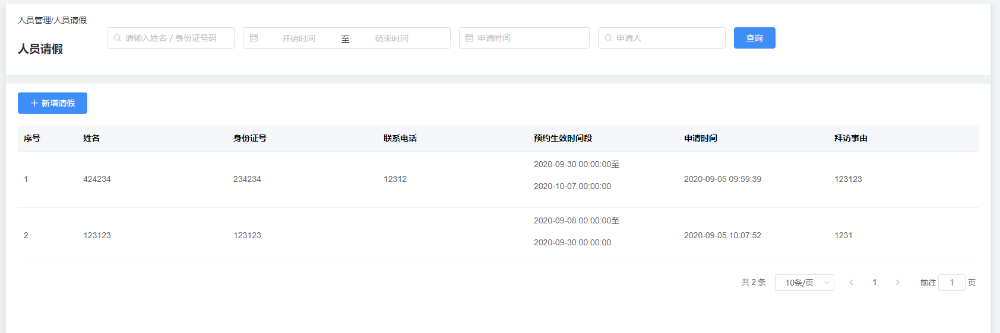 人员管理/人员请假
人员请假
请输入姓名 / 身份证号码 开始时间 至 结束时间 申请时间 申请人 查询
新增请假
序号 姓名 身份证号 联系电话 预约生效时间段 申请时间 拜访事由
1 424234 234234 12312 2020-09-30 00:00:00至 2020-09-05 09:59:39 123123
2020-10-07 00:00:00
2 123123 123123 2020-09-08 00:00:00至 2020-09-05 10:07:52 1231
2020-09-30 00:00:00
共 2 条 10条/页 1 前往 1 页